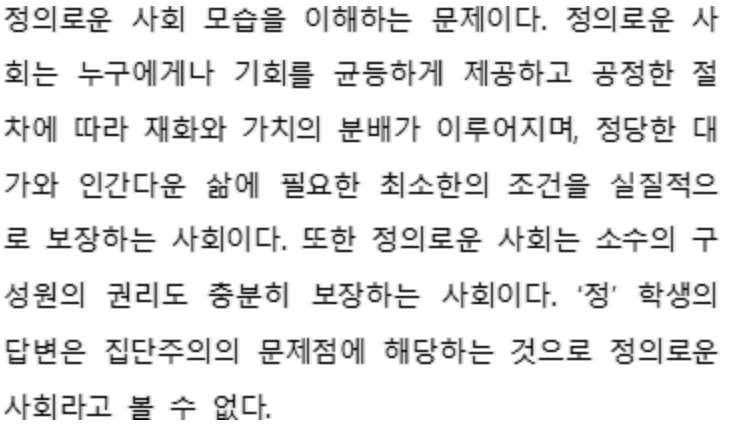 정의로운 사회 모습을 이해하는 문제이다. 정의로운 사
회는 누구에게나 기회를 균등하게 제공하고 공정한 절
차에 따라 재화와 가치의 분배가 이루어지며, 정당한 대
가와 인간다운 삶에 필요한 최소한의 조건을 실질적으
로 보장하는 사회이다. 또한 정의로운 사회는 소수의 구
성원의 권리도 충분히 보장하는 사회이다. ‘정’ 학생의
답변은 집단주의의 문제점에 해당하는 것으로 정의로운
사회라고 볼 수 없다.